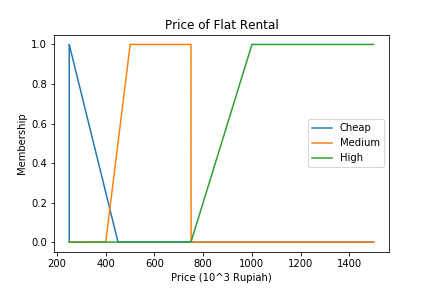 Price of Flat Rental
1.0
0.8
0.6
0.4
0.2
0.0
Membership
Cheap
Medium
High
200 400 600 800 1000 1200 1400
Price (10^3 Rupiah)